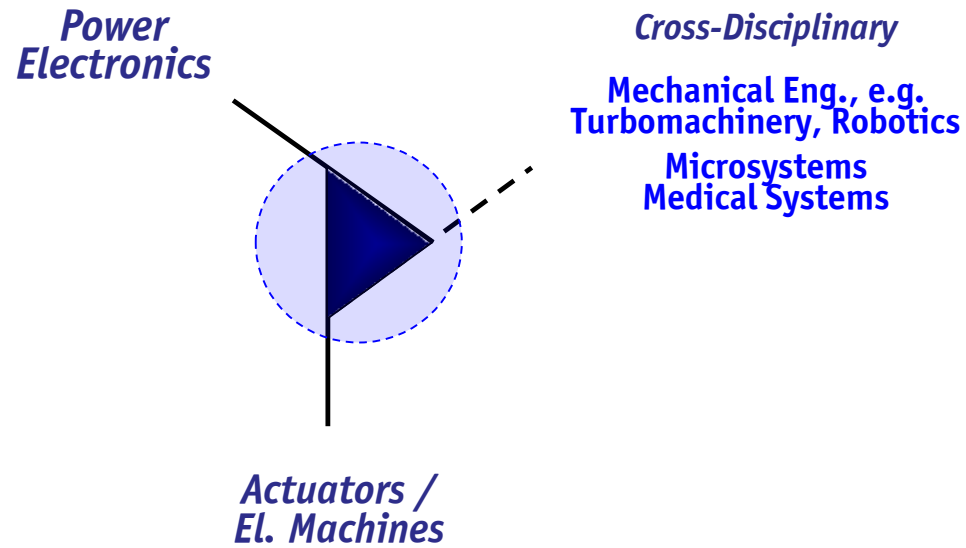 Power
Electronics
Cross-Disciplinary
Mechanical Eng., e.g.
Turbomachinery, Robotics
Microsystems
Medical Systems
Actuators /
El. Machines